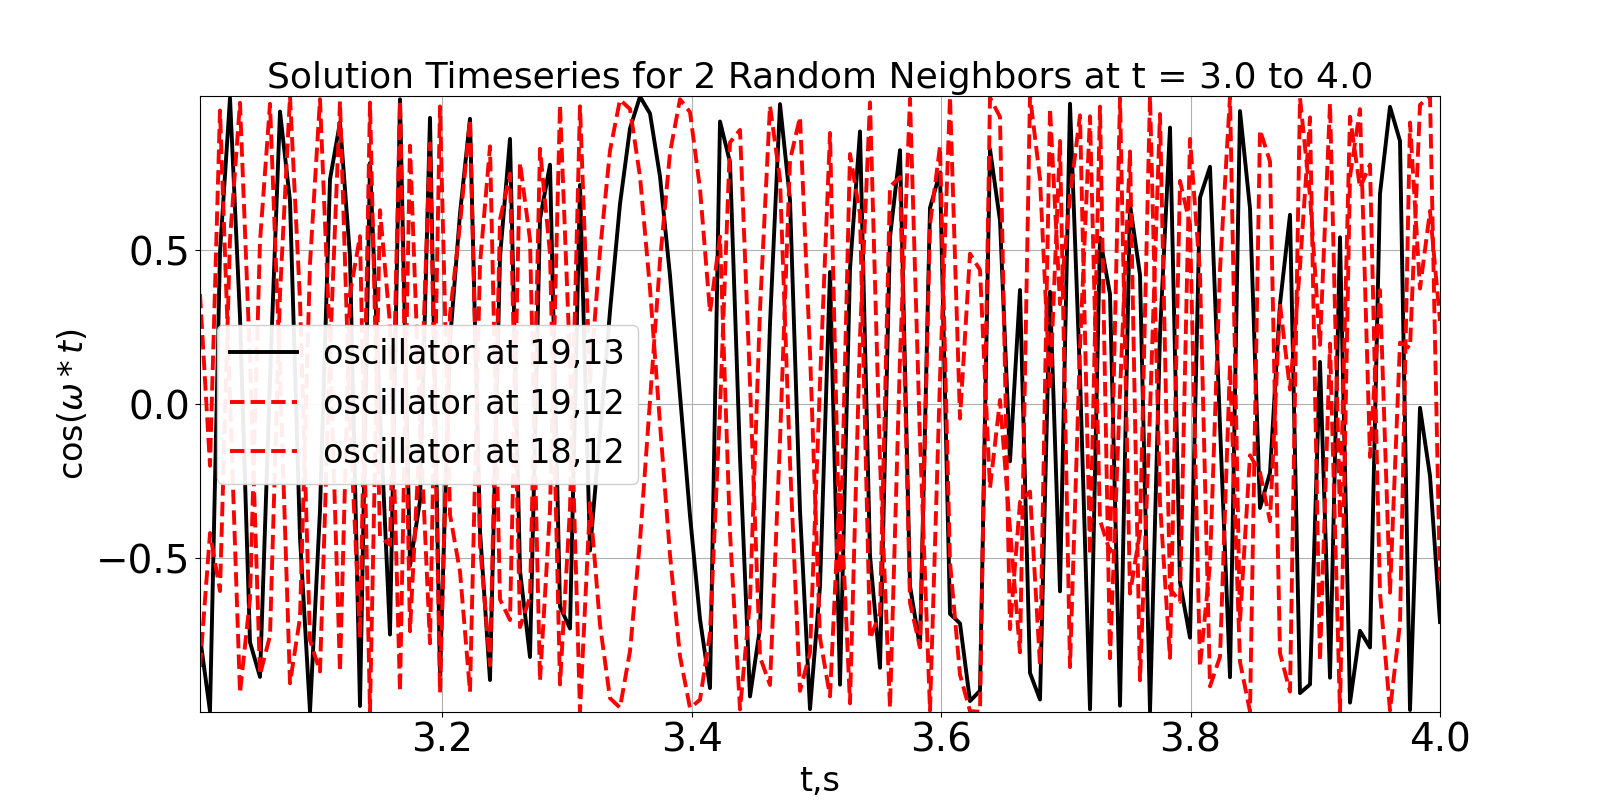 Solution Timeseries for 2 Random Neighbors at t = 3.0 to 4.0
cos(ω * t)
0.5
0.0
−0.5
oscillator at 19,13
oscillator at 19,12
oscillator at 18,12
3.2 3.4 3.6 3.8 4.0
t,s